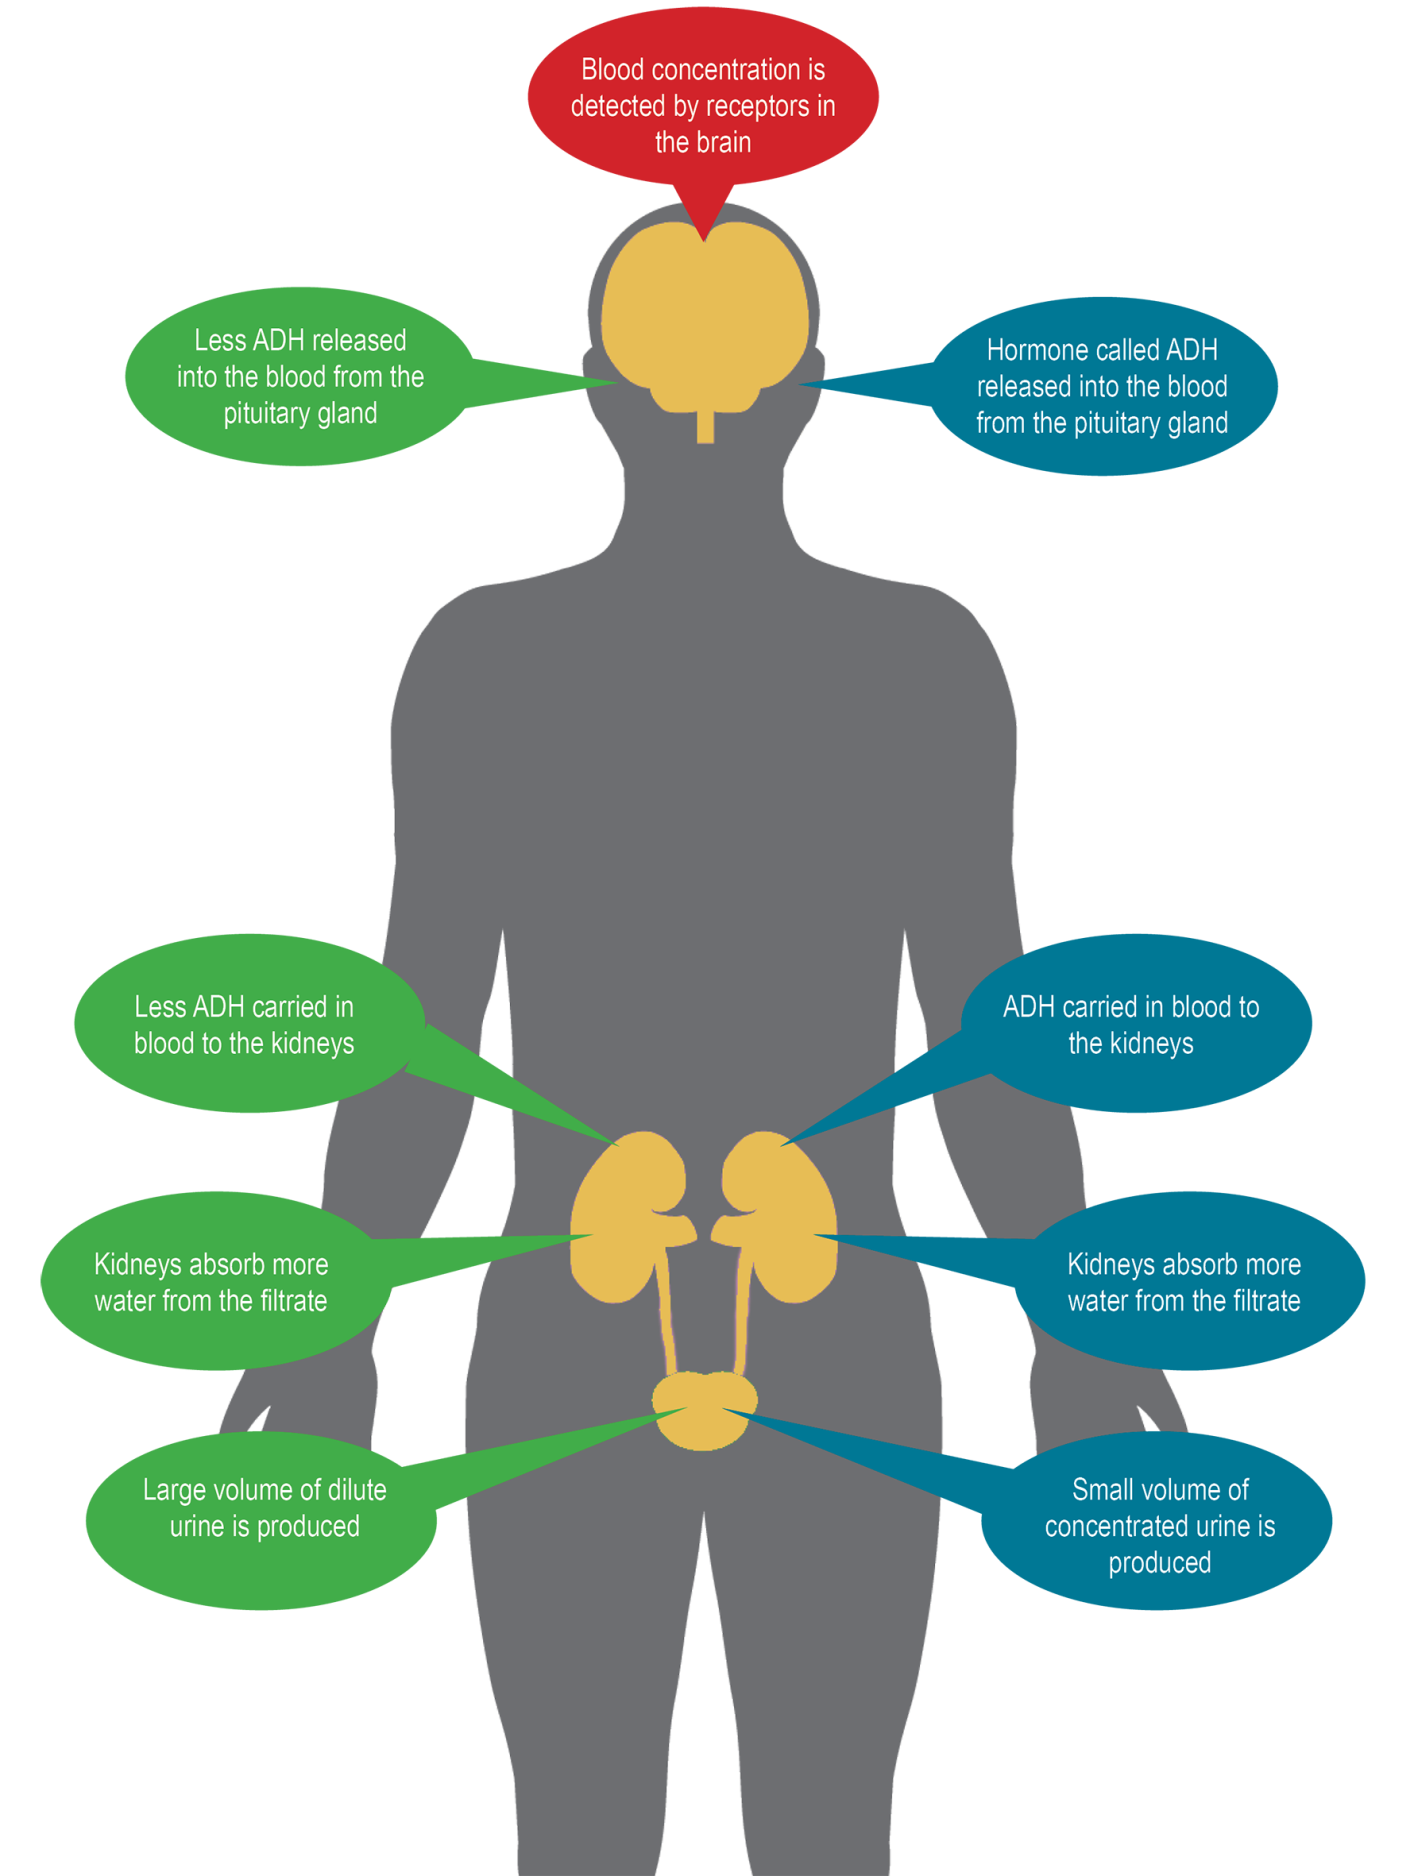 Blood concentration is
detected by receptors in
the brain
Less ADH released
into the blood from the
pituitary gland
Hormone called ADH
released into the blood
from the pituitary gland
Less ADH carried in
blood to the kidneys
ADH carried in blood to
the kidneys
Kidneys absorb more
water from the filtrate
Kidneys absorb more
water from the filtrate
Large volume of dilute
urine is produced
Small volume of
concentrated urine is
produced